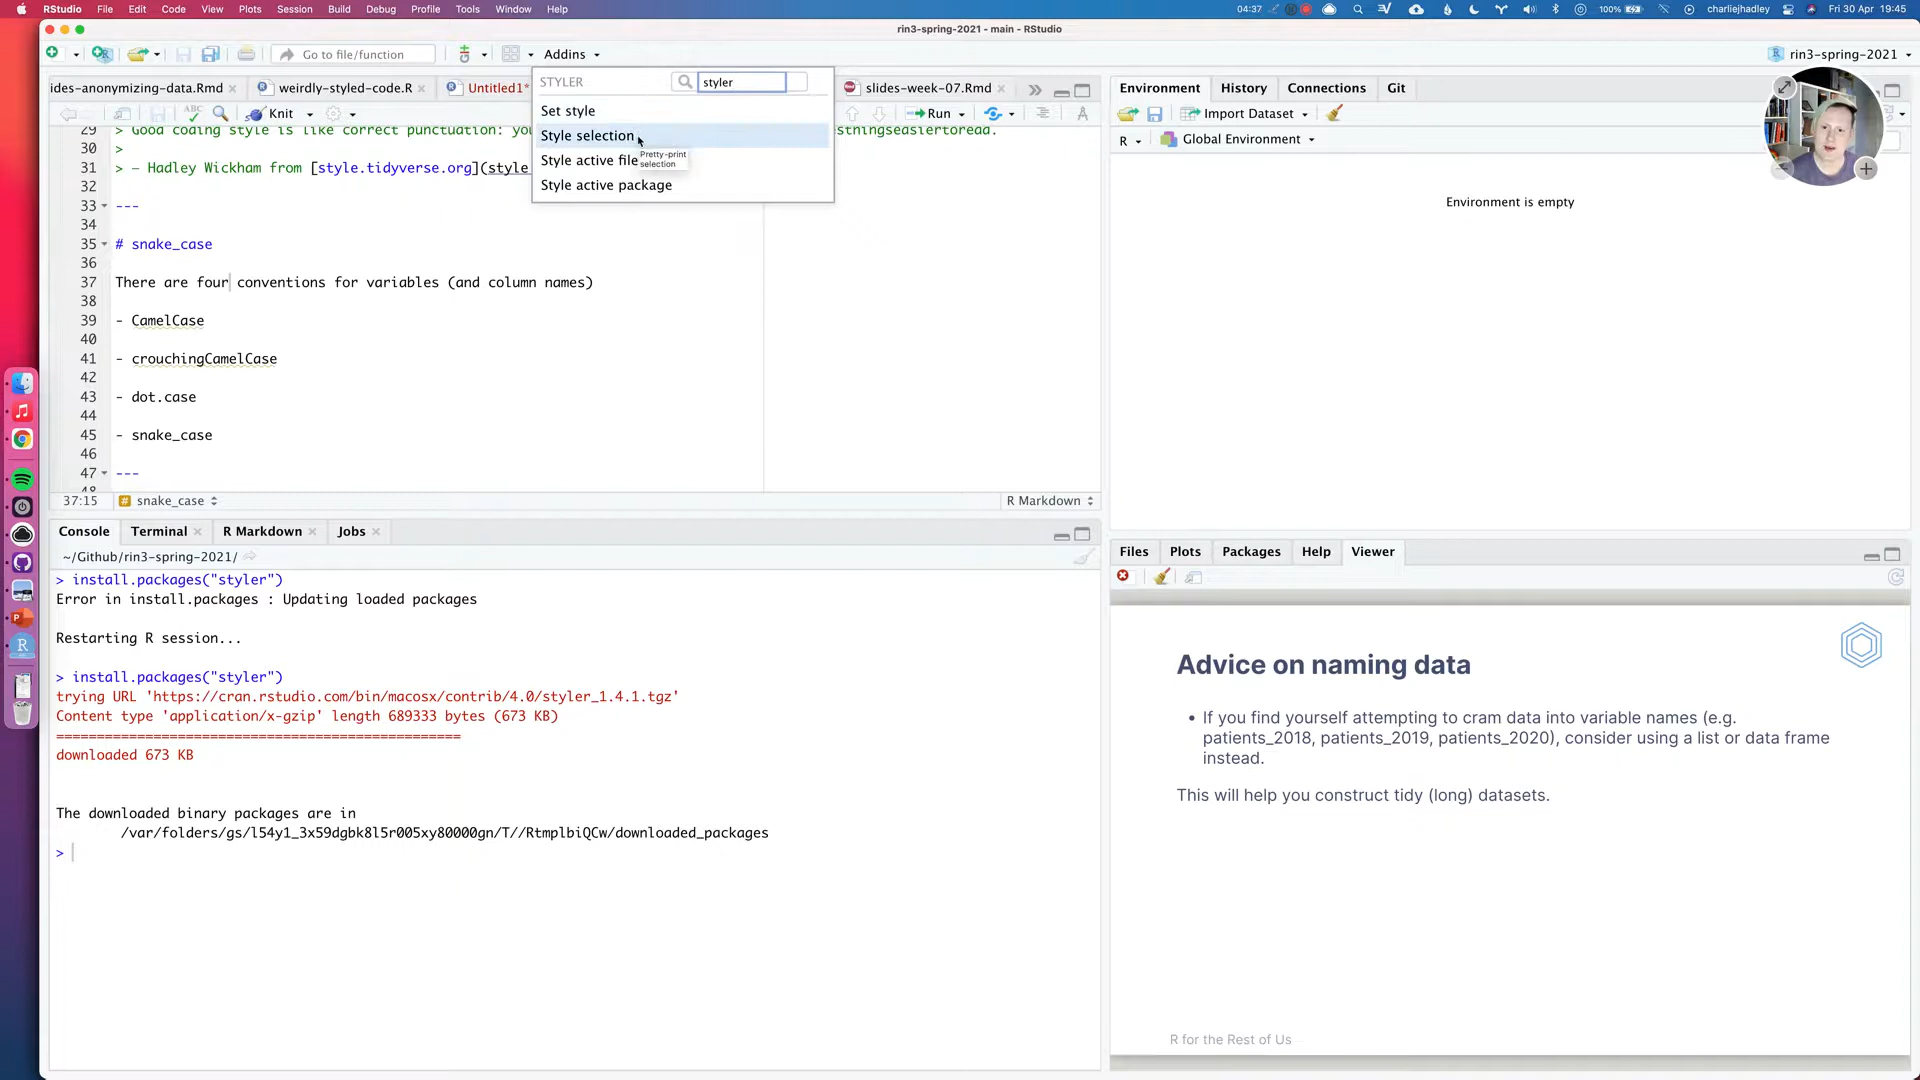 RStudio File Edit Code View Plots Session Build Debug Profile Tools Window Help 04:37 100% charliejhadley Fri 30 Apr 19:45
rin3-spring-2021 - main - RStudio
Go to file/function Addins rin3-spring-2021
STYLER styler
Set style
Style selection
Pretty-print
selection
Style active file
Style active package
ides-anonymizing-data.Rmd weirdly-styled-code.R Untitled1* slides-week-07.Rmd
ABC Knit Run
29 > Good coding style is like correct punctuation: you sthingseasiertoread.
30 >
31 > – Hadley Wickham from [style.tidyverse.org](style
32
33 ---
34
35 # snake_case
36
37 There are four conventions for variables (and column names)
38
39 - CamelCase
40
41 - crouchingCamelCase
42
43 - dot.case
44
45 - snake_case
46
47 ---
48
37:15 # snake_case R Markdown
Console Terminal R Markdown Jobs
~/Github/rin3-spring-2021/
> install.packages("styler")
Error in install.packages : Updating loaded packages
Restarting R session...
> install.packages("styler")
trying URL 'https://cran.rstudio.com/bin/macosx/contrib/4.0/styler_1.4.1.tgz'
Content type 'application/x-gzip' length 689333 bytes (673 KB)
==================================================
downloaded 673 KB
The downloaded binary packages are in
/var/folders/gs/l54y1_3x59dgbk8l5r005xy80000gn/T//RtmplbiQCw/downloaded_packages
>
Environment History Connections Git
Import Dataset
R Global Environment
Environment is empty
Files Plots Packages Help Viewer
Advice on naming data
• If you find yourself attempting to cram data into variable names (e.g.
patients_2018, patients_2019, patients_2020), consider using a list or data frame
instead.
This will help you construct tidy (long) datasets.
R for the Rest of Us